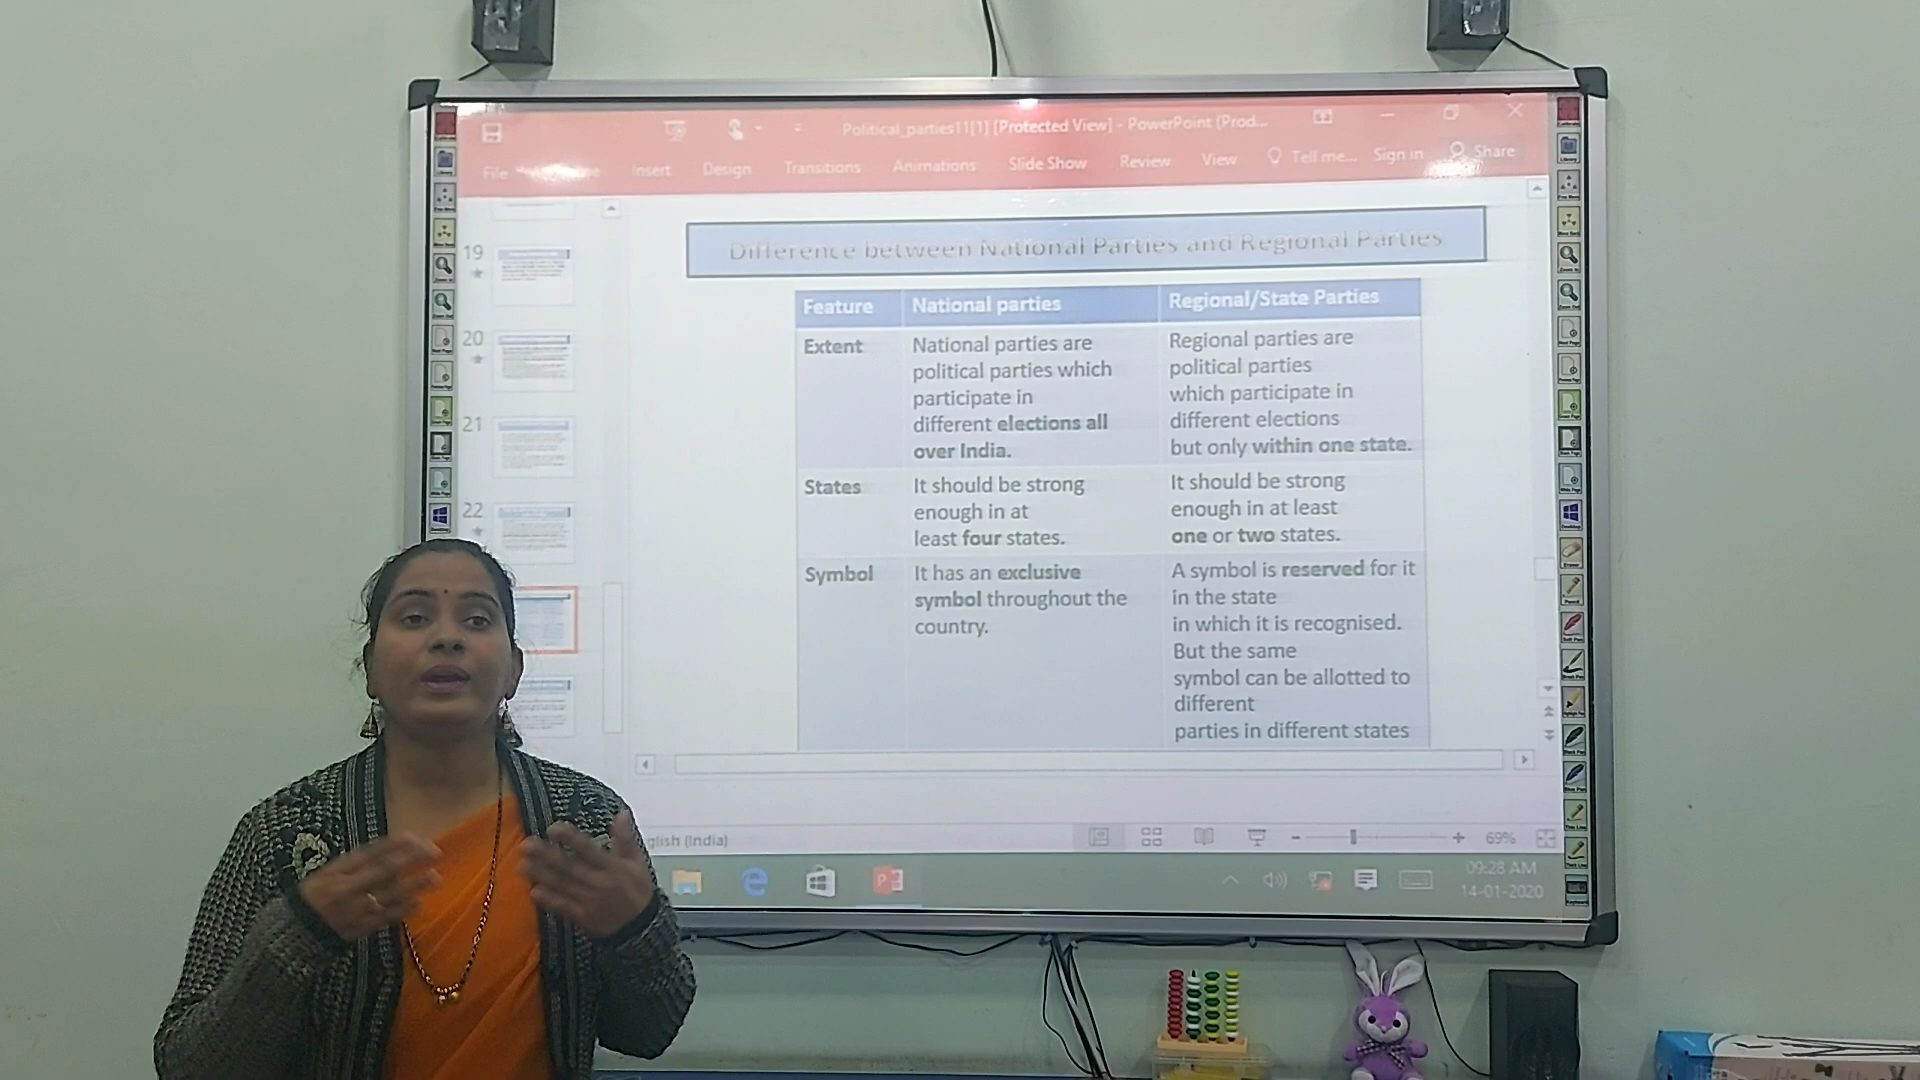 Political_parties11[1] [Protected View] - PowerPoint (Prod...
File
Insert
Design
Transitions
Animations
Slide Show
Review
View
Tell me...
Sign in
Share
19
20
21
22
Difference between National Parties and Regional Parties
Feature
National parties
Regional/State Parties
Extent
National parties are
political parties which
participate in
different elections all
over India.
Regional parties are
political parties
which participate in
different elections
but only within one state.
States
It should be strong
enough in at
least four states.
It should be strong
enough in at least
one or two states.
Symbol
It has an exclusive
symbol throughout the
country.
A symbol is reserved for it
in the state
in which it is recognised.
But the same
symbol can be allotted to
different
parties in different states
glish (India)
69%
09:28 AM
14-01-2020